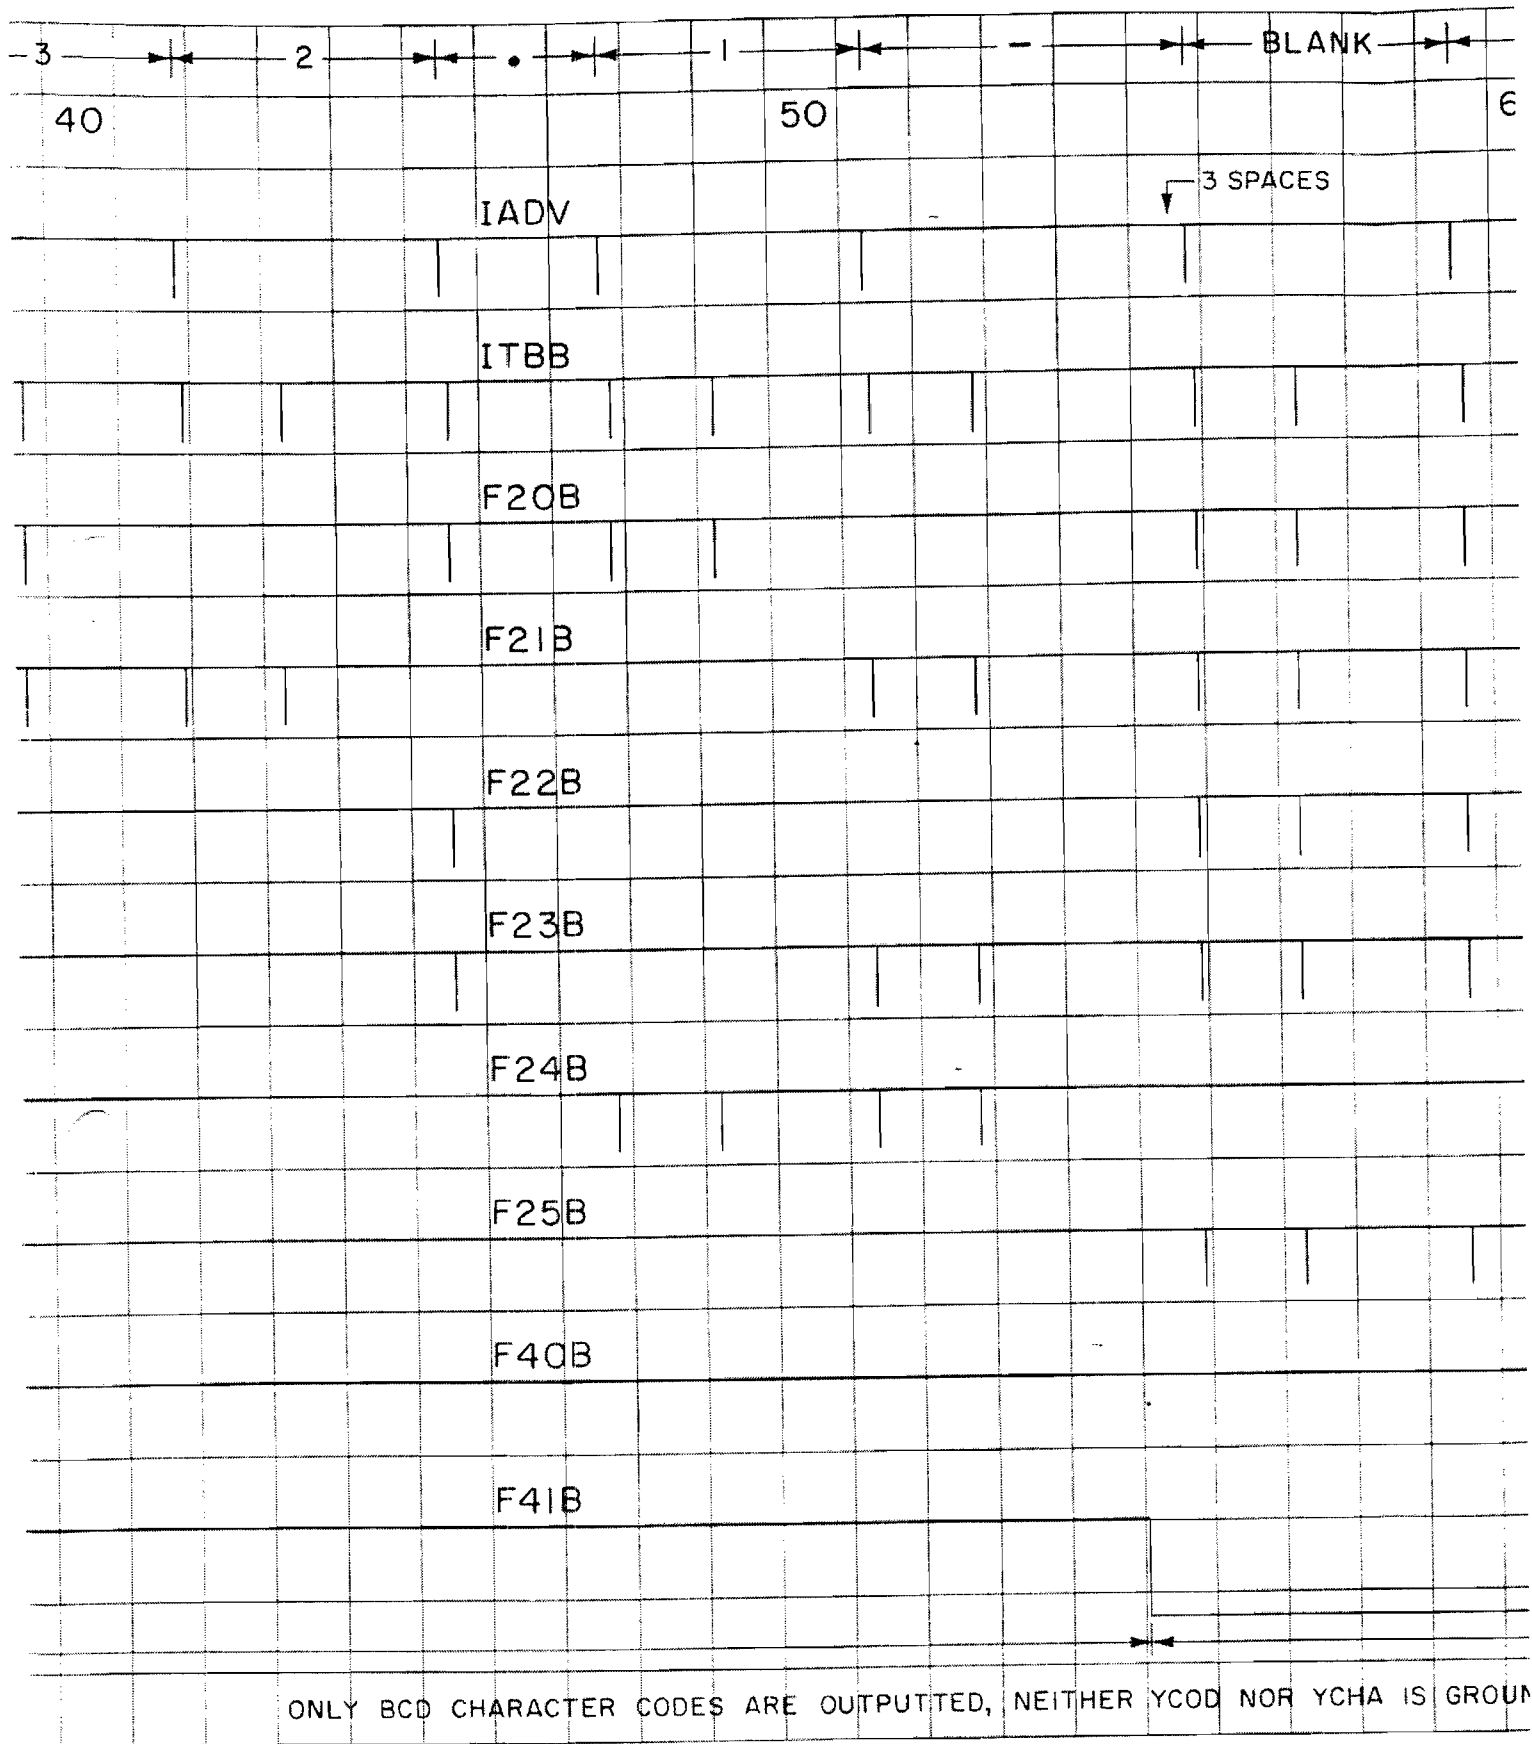 3 2 . 1 - BLANK
40 50 6
3 SPACES
IADV
ITBB
F20B
F21B
F22B
F23B
F24B
F25B
F40B
F41B
ONLY BCD CHARACTER CODES ARE OUTPUTTED, NEITHER YCOD NOR YCHA IS GROUN